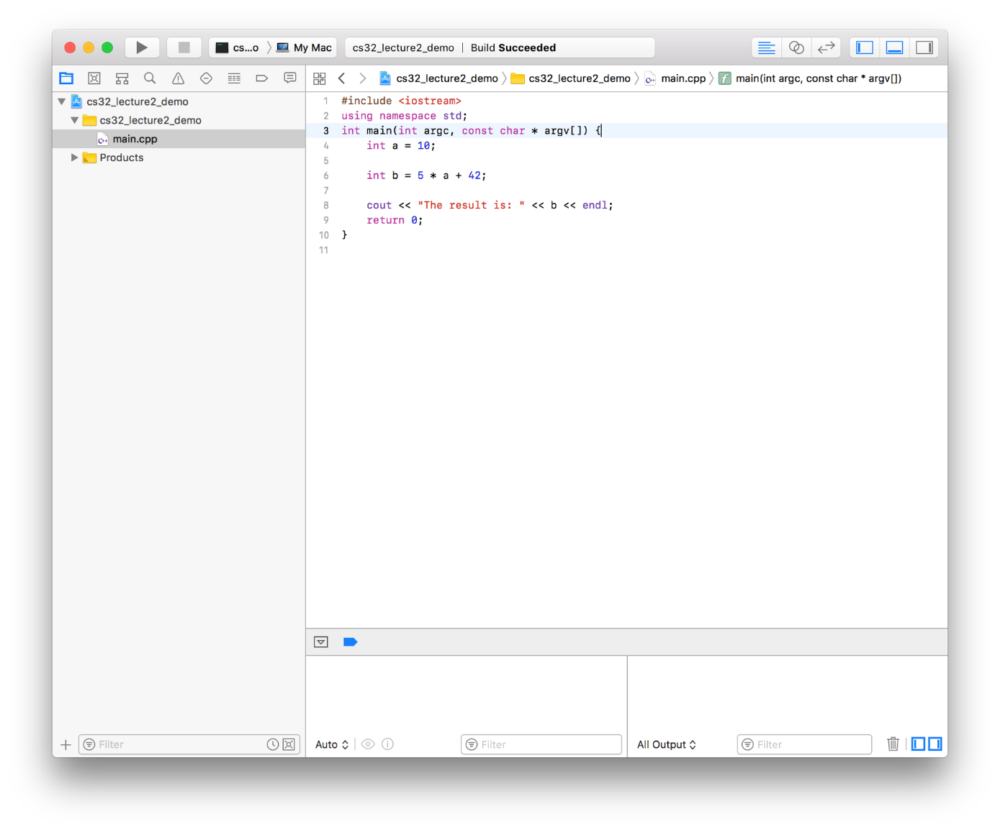 cs...o 〉 My Mac
cs32_lecture2_demo | Build Succeeded
cs32_lecture2_demo 〉 cs32_lecture2_demo 〉 main.cpp 〉 f main(int argc, const char * argv[])
cs32_lecture2_demo
cs32_lecture2_demo
main.cpp
Products
1 #include <iostream>
2 using namespace std;
3 int main(int argc, const char * argv[]) {
4 int a = 10;
5
6 int b = 5 * a + 42;
7
8 cout << "The result is: " << b << endl;
9 return 0;
10 }
11
Filter
Auto
Filter
All Output
Filter